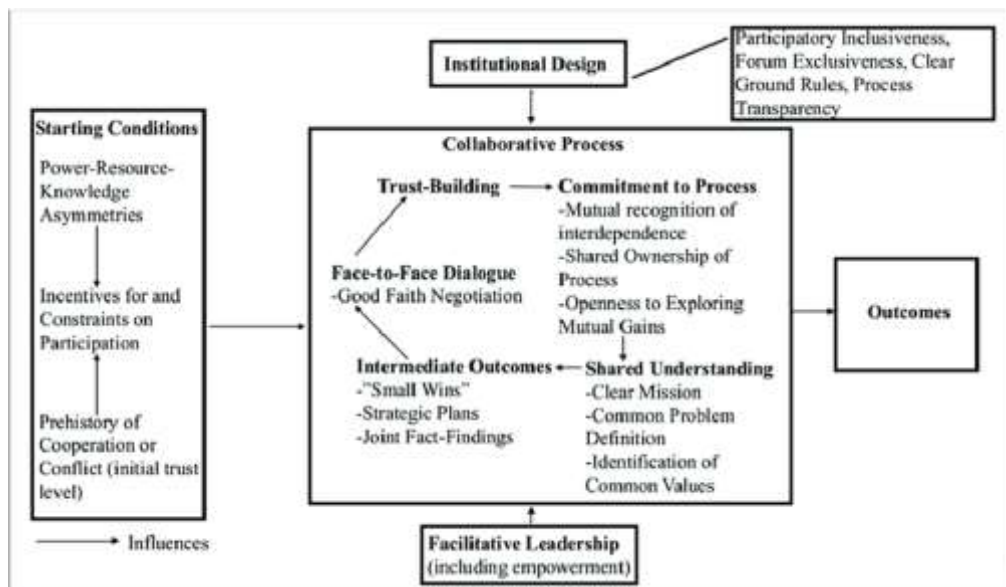 Institutional Design
Participatory Inclusiveness,
Forum Exclusiveness, Clear
Ground Rules, Process
Transparency
Starting Conditions
Power-Resource-
Knowledge
Asymmetries
Incentives for and
Constraints on
Participation
Prehistory of
Cooperation or
Conflict (initial trust
level)
Influences
Collaborative Process
Trust-Building
Commitment to Process
-Mutual recognition of
interdependence
-Shared Ownership of
Process
-Openness to Exploring
Mutual Gains
Face-to-Face Dialogue
-Good Faith Negotiation
Intermediate Outcomes
-"Small Wins"
-Strategic Plans
-Joint Fact-Findings
Shared Understanding
-Clear Mission
-Common Problem
Definition
-Identification of
Common Values
Outcomes
Facilitative Leadership
(including empowerment)